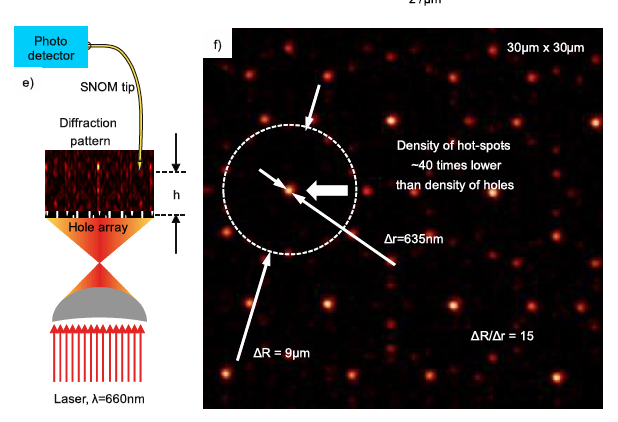 Photo
detector
e)
SNOM tip
Diffraction
pattern
h
Hole array
Laser, λ=660nm
f)
30µm x 30µm
Density of hot-spots
~40 times lower
than density of holes
Δr=635nm
ΔR/Δr = 15
ΔR = 9µm